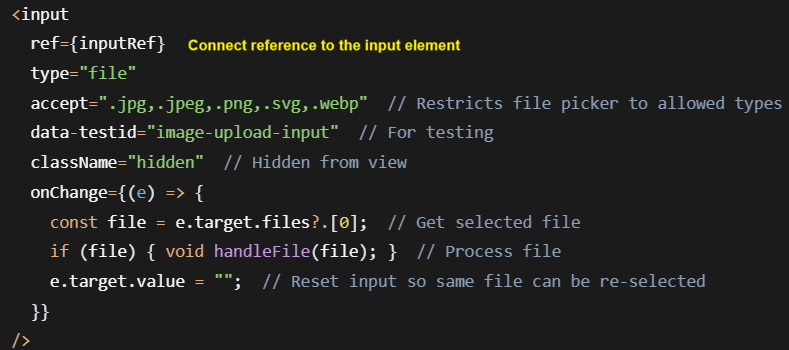 <input
ref={inputRef} Connect reference to the input element
type="file"
accept=".jpg,.jpeg,.png,.svg,.webp" // Restricts file picker to allowed types
data-testid="image-upload-input" // For testing
className="hidden" // Hidden from view
onChange={(e) => {
const file = e.target.files?.[0]; // Get selected file
if (file) { void handleFile(file); } // Process file
e.target.value = ""; // Reset input so same file can be re-selected
}}
/>